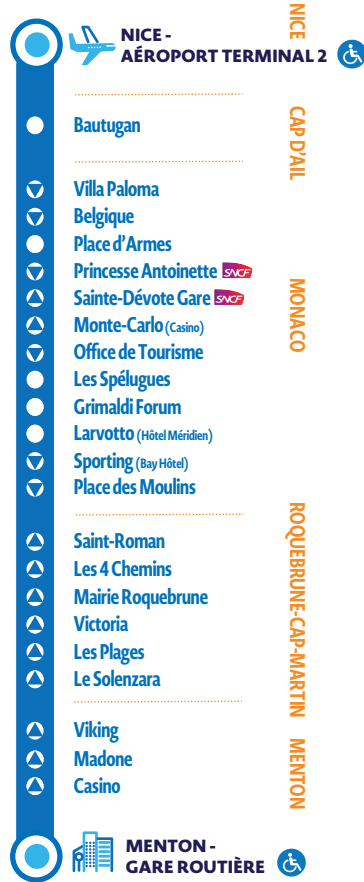 NICE
NICE -
AÉROPORT TERMINAL 2
CAP D'AIL
Bautugan
MONACO
Villa Paloma
Belgique
Place d'Armes
Princesse Antoinette SNCF
Sainte-Dévote Gare SNCF
Monte-Carlo (Casino)
Office de Tourisme
Les Spélugues
Grimaldi Forum
Larvotto (Hôtel Méridien)
Sporting (Bay Hôtel)
Place des Moulins
ROQUEBRUNE-CAP-MARTIN
Saint-Roman
Les 4 Chemins
Mairie Roquebrune
Victoria
Les Plages
Le Solenzara
MENTON
Viking
Madone
Casino
MENTON -
GARE ROUTIÈRE